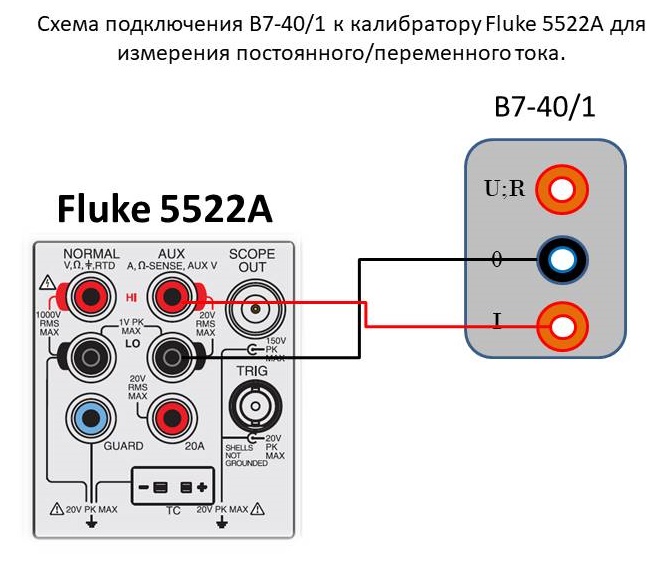 Схема подключения В7-40/1 к калибратору Fluke 5522A для
измерения постоянного/переменного тока.
В7-40/1
U;R
0
I
Fluke 5522A
NORMAL
V,Ω,⏚,RTD
AUX
A, Ω-SENSE, AUX V
SCOPE
OUT
HI
1000V
RMS
MAX
1V PK
MAX
20V
RMS
MAX
LO
150V
PK
MAX
20V
RMS
MAX
TRIG
GUARD
20A
SHELLS
NOT
GROUNDED
20V
PK
MAX
- +
20V PK MAX
TC
20V PK MAX